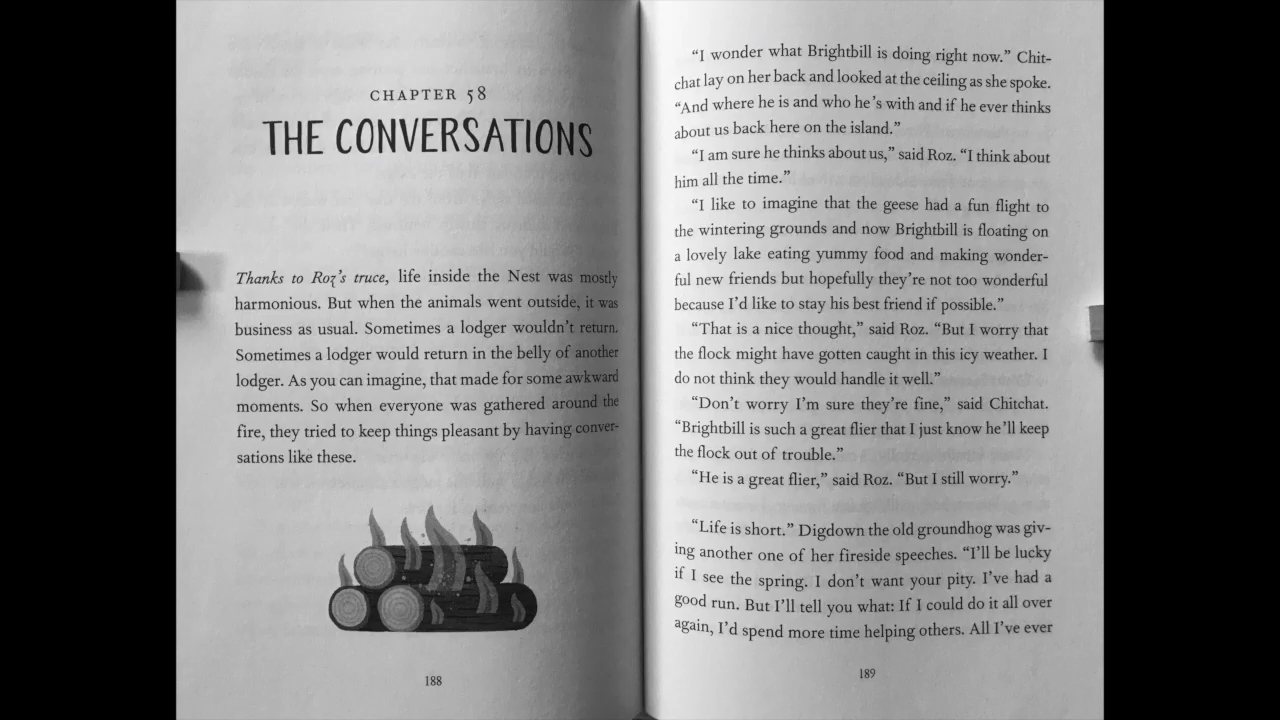 CHAPTER 58
THE CONVERSATIONS
Thanks to Roz's truce, life inside the Nest was mostly
harmonious. But when the animals went outside, it was
business as usual. Sometimes a lodger wouldn't return.
Sometimes a lodger would return in the belly of another
lodger. As you can imagine, that made for some awkward
moments. So when everyone was gathered around the
fire, they tried to keep things pleasant by having conver-
sations like these.
188
“I wonder what Brightbill is doing right now.” Chit-
chat lay on her back and looked at the ceiling as she spoke.
“And where he is and who he's with and if he ever thinks
about us back here on the island.”
“I am sure he thinks about us,” said Roz. “I think about
him all the time.”
“I like to imagine that the geese had a fun flight to
the wintering grounds and now Brightbill is floating on
a lovely lake eating yummy food and making wonder-
ful new friends but hopefully they're not too wonderful
because I'd like to stay his best friend if possible.”
“That is a nice thought,” said Roz. “But I worry that
the flock might have gotten caught in this icy weather. I
do not think they would handle it well.”
“Don't worry I'm sure they're fine,” said Chitchat.
“Brightbill is such a great flier that I just know he'll keep
the flock out of trouble.”
“He is a great flier,” said Roz. “But I still worry.”
“Life is short.” Digdown the old groundhog was giv-
ing another one of her fireside speeches. “I'll be lucky
if I see the spring. I don't want your pity. I've had a
good run. But I'll tell you what: If I could do it all over
again, I'd spend more time helping others. All I've ever
189